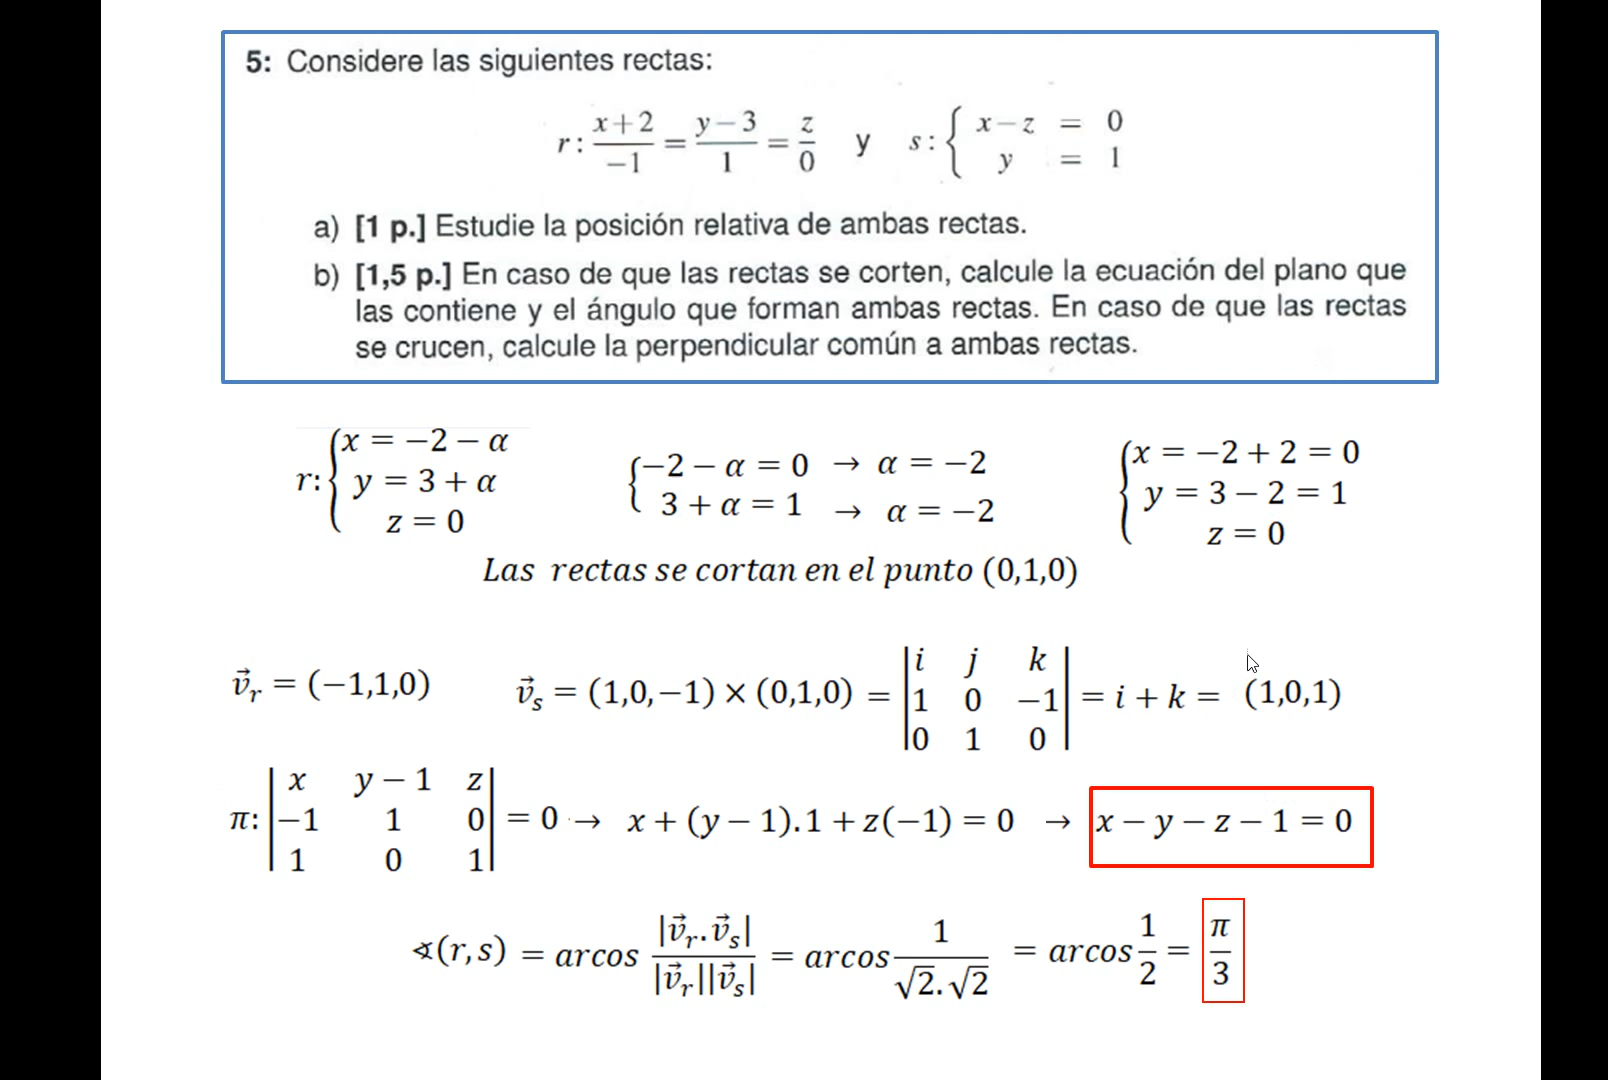 5: Considere las siguientes rectas:
r: x+2/−1 = y−3/1 = z/0 y s: { x−z = 0
y = 1
a) [1 p.] Estudie la posición relativa de ambas rectas.
b) [1,5 p.] En caso de que las rectas se corten, calcule la ecuación del plano que
las contiene y el ángulo que forman ambas rectas. En caso de que las rectas
se crucen, calcule la perpendicular común a ambas rectas.
r: { x = −2 − α
y = 3 + α
z = 0
{ −2 − α = 0 → α = −2
3 + α = 1 → α = −2
{ x = −2 + 2 = 0
y = 3 − 2 = 1
z = 0
Las rectas se cortan en el punto (0,1,0)
v⃗r = (−1,1,0) v⃗s = (1,0,−1) × (0,1,0) = |i j k
1 0 −1
0 1 0| = i + k = (1,0,1)
π: |x y − 1 z
−1 1 0
1 0 1| = 0 → x + (y − 1).1 + z(−1) = 0 → x − y − z − 1 = 0
∢(r,s) = arcos |v⃗r.v⃗s|/|v⃗r||v⃗s| = arcos 1/√2.√2 = arcos 1/2 = π/3